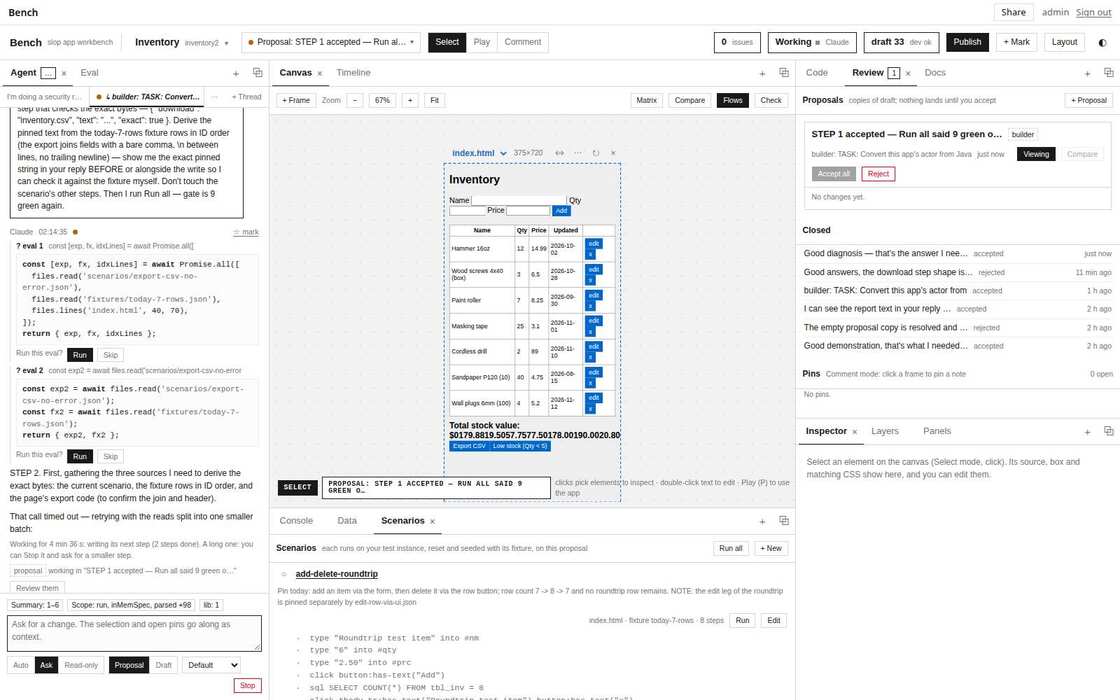 Bench
Share admin Sign out
Bench slop app workbench Inventory inventory2 ▾ Proposal: STEP 1 accepted — Run al… ▾ Select Play Comment 0 issues Working Claude draft 33 dev ok Publish + Mark Layout
Agent … × Eval +
I'm doing a security r… ↳ builder: TASK: Convert… … + Thread
step that checks the exact bytes — { "download":
"inventory.csv", "text": "...", "exact": true }. Derive the
pinned text from the today-7-rows fixture rows in ID order
(the export joins fields with a bare comma, \n between
lines, no trailing newline) — show me the exact pinned
string in your reply BEFORE or alongside the write so I
can check it against the fixture myself. Don't touch the
scenario's other steps. Then I run Run all — gate is 9
green again.
Claude 02:14:35 ☆ mark
? eval 1 const [exp, fx, idxLines] = await Promise.all([
const [exp, fx, idxLines] = await Promise.all([
files.read('scenarios/export-csv-no-
error.json'),
files.read('fixtures/today-7-rows.json'),
files.lines('index.html', 40, 70),
]);
return { exp, fx, idxLines };
Run this eval? Run Skip
? eval 2 const exp2 = await files.read('scenarios/export-csv-no-error
const exp2 = await files.read('scenarios/export-
csv-no-error.json');
const fx2 = await files.read('fixtures/today-7-
rows.json');
return { exp2, fx2 };
Run this eval? Run Skip
STEP 2. First, gathering the three sources I need to derive the
exact bytes: the current scenario, the fixture rows in ID order, and
the page's export code (to confirm the join and header).
That call timed out — retrying with the reads split into one smaller
batch:
Working for 4 min 36 s: writing its next step (2 steps done). A long one: you
can Stop it and ask for a smaller step.
proposal working in "STEP 1 accepted — Run all said 9 green o…"
Review them
Summary: 1–6 Scope: run, inMemSpec, parsed +98 lib: 1
Ask for a change. The selection and open pins go along as
context.
Auto Ask Read-only Proposal Draft Default
Stop
Canvas Timeline +
+ Frame Zoom − 67% + Fit Matrix Compare Flows Check
index.html 375×720 ⇔ ⋯ ↻ ×
Inventory
Name Qty
Price Add
Name Qty Price Updated
Hammer 16oz 12 14.99 2026-10-02 edit x
Wood screws 4x40 (box) 3 6.5 2026-10-28 edit x
Paint roller 7 8.25 2026-09-30 edit x
Masking tape 25 3.1 2026-11-01 edit x
Cordless drill 2 89 2026-11-10 edit x
Sandpaper P120 (10) 40 4.75 2026-08-15 edit x
Wall plugs 6mm (100) 4 5.2 2026-11-12 edit x
Total stock value:
$0179.8819.5057.7577.50178.00190.0020.80
Export CSV Low stock (Qty < 5)
SELECT PROPOSAL: STEP 1 ACCEPTED — RUN ALL SAID 9 GREEN O… clicks pick elements to inspect · double-click text to edit · Play (P) to use the app
Console Data Scenarios × +
Scenarios each runs on your test instance, reset and seeded with its fixture, on this proposal Run all + New
○ add-delete-roundtrip
Pin today: add an item via the form, then delete it via the row button; row count 7 -> 8 -> 7 and no roundtrip row remains. NOTE: the edit leg of the roundtrip
is pinned separately by edit-row-via-ui.json
index.html · fixture today-7-rows · 8 steps Run Edit
· type "Roundtrip test item" into #nm
· type "6" into #qty
· type "2.50" into #prc
· click button:has-text("Add")
· sql SELECT COUNT(*) FROM tbl_inv = 8
Code Review 1 Docs +
Proposals copies of draft; nothing lands until you accept + Proposal
STEP 1 accepted — Run all said 9 green o… builder
builder: TASK: Convert this app's actor from Java just now Viewing Compare
Accept all Reject
No changes yet.
Closed
Good diagnosis — that's the answer I nee… accepted just now
Good answers, the download step shape is… rejected 11 min ago
builder: TASK: Convert this app's actor from accepted 1 h ago
I can see the report text in your reply … accepted 2 h ago
The empty proposal copy is resolved and … rejected 2 h ago
Good demonstration, that's what I needed… accepted 2 h ago
Pins Comment mode: click a frame to pin a note 0 open
No pins.
Inspector × Layers Panels +
Select an element on the canvas (Select mode, click). Its source, box and
matching CSS show here, and you can edit them.